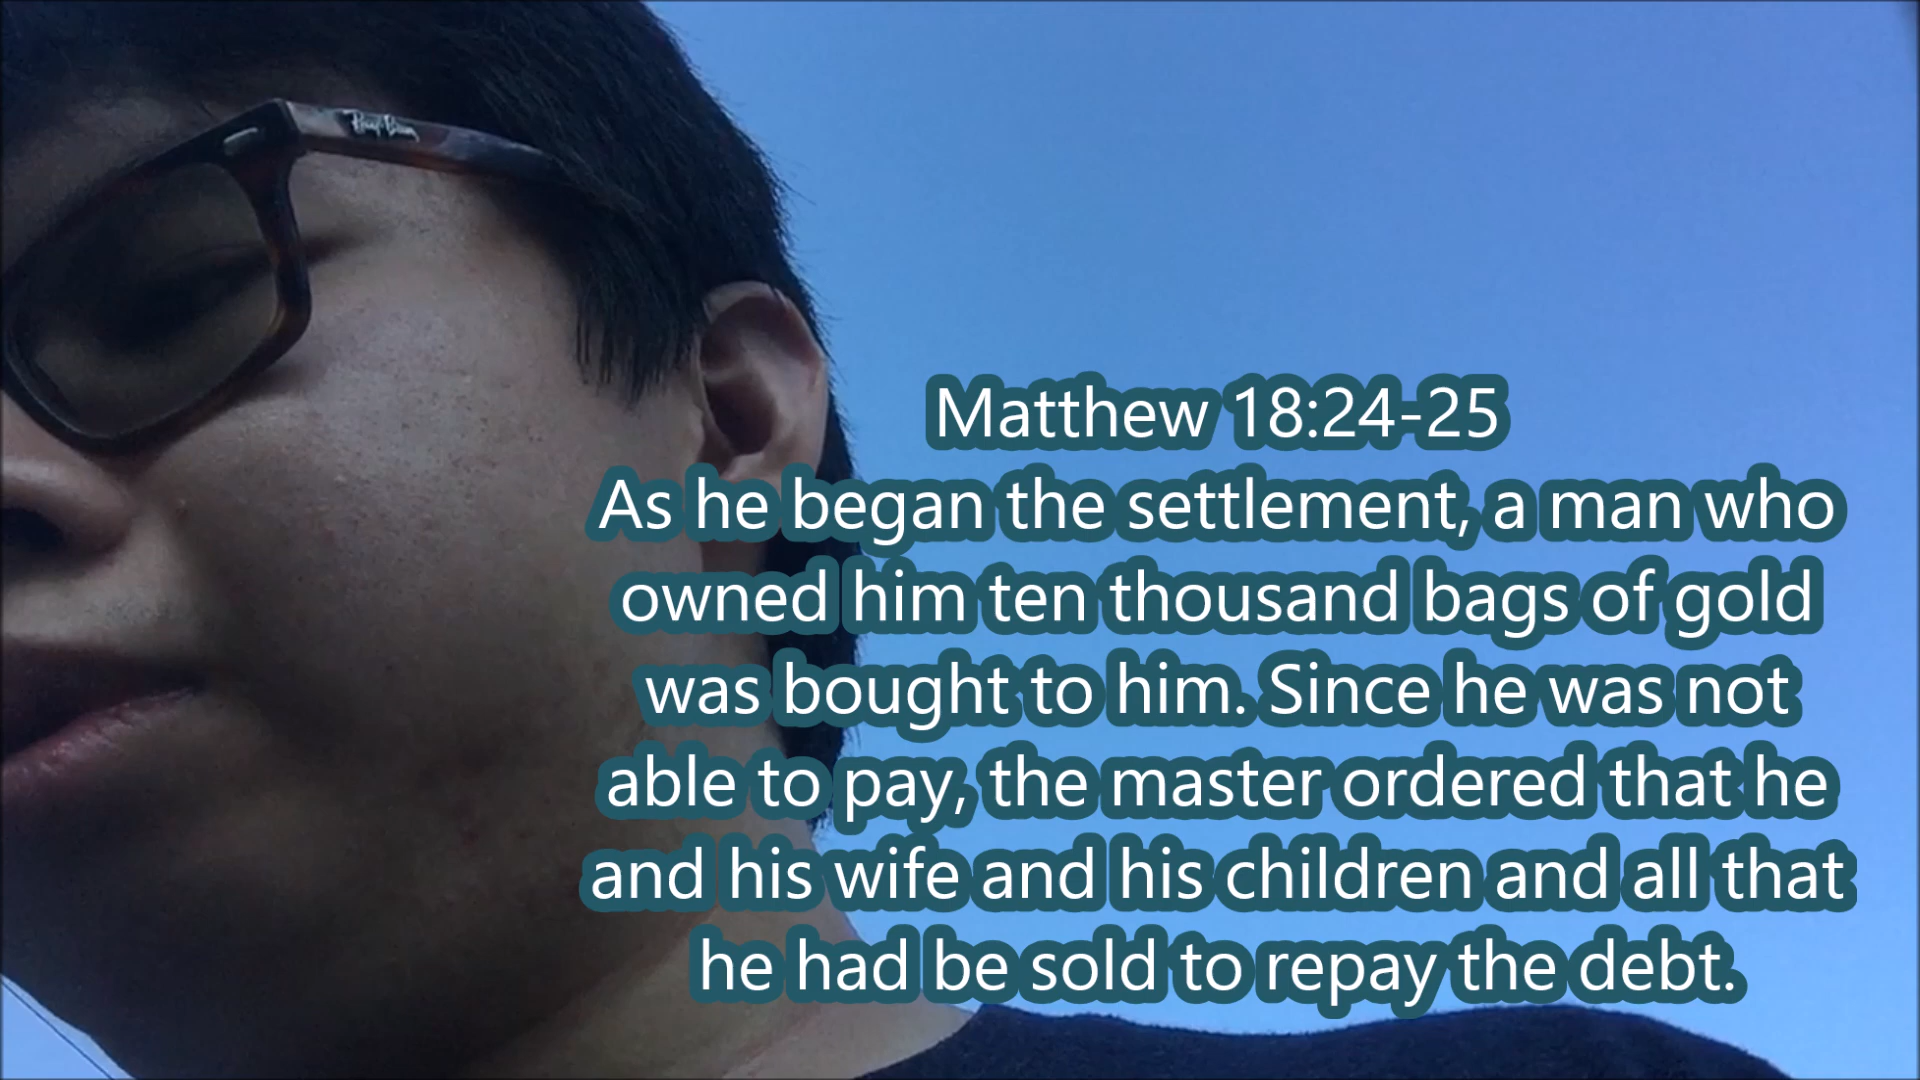 Ray-Ban
Matthew 18:24-25
As he began the settlement, a man who
owned him ten thousand bags of gold
was bought to him. Since he was not
able to pay, the master ordered that he
and his wife and his children and all that
he had be sold to repay the debt.